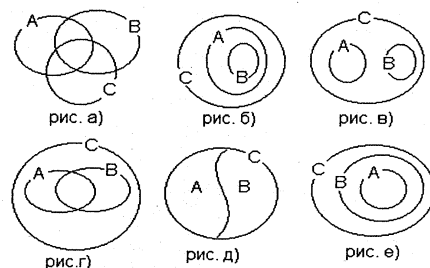 A B C
рис. а)
C A B
рис. б)
C A B
рис. в)
C A B
рис.г)
A B C
рис. д)
C B A
рис. е)